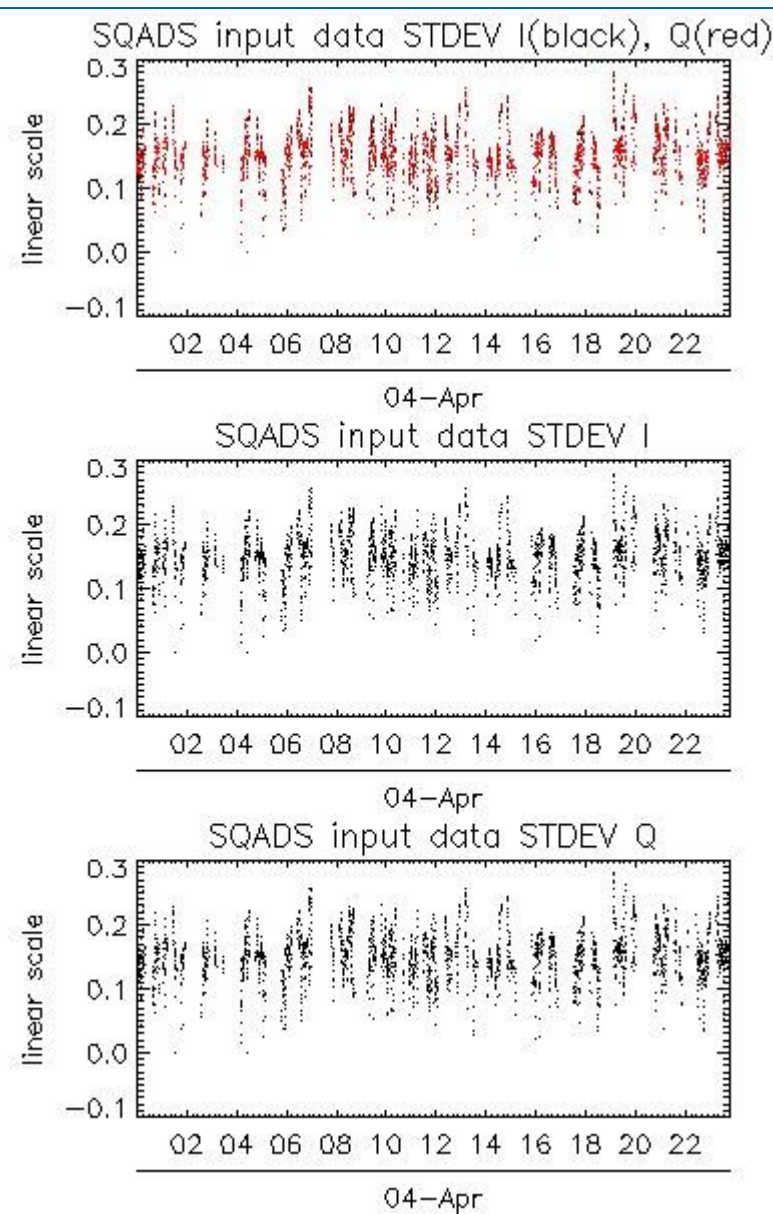 SQADS input data STDEV I(black), Q(red)
0.3
0.2
0.1
0.0
-0.1
linear scale
02 04 06 08 10 12 14 16 18 20 22
04-Apr
SQADS input data STDEV I
0.3
0.2
0.1
0.0
-0.1
linear scale
02 04 06 08 10 12 14 16 18 20 22
04-Apr
SQADS input data STDEV Q
0.3
0.2
0.1
0.0
-0.1
linear scale
02 04 06 08 10 12 14 16 18 20 22
04-Apr